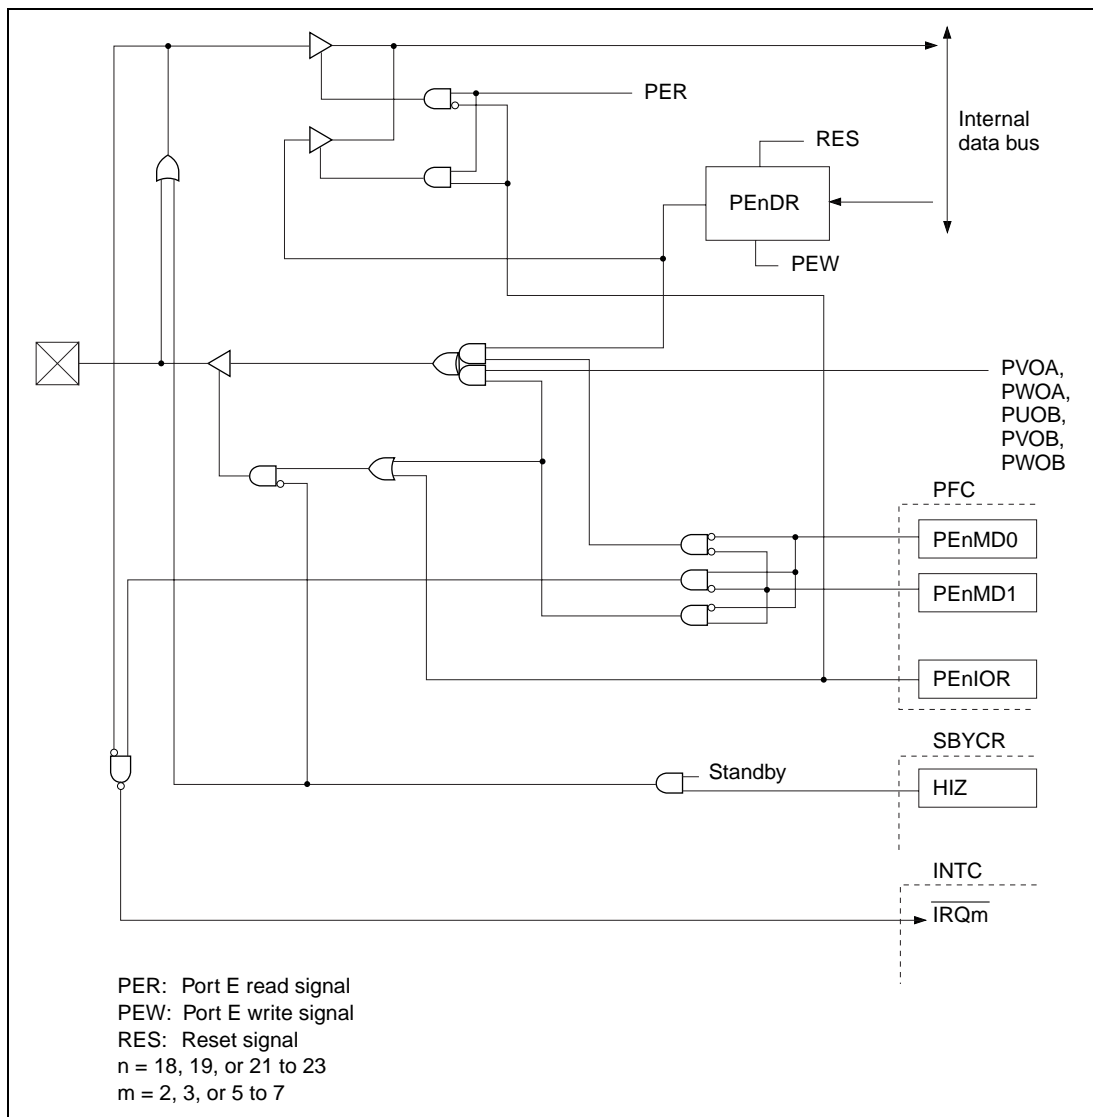 PER
RES
Internal
data bus
PEnDR
PEW
PVOA,
PWOA,
PUOB,
PVOB,
PWOB
PFC
PEnMD0
PEnMD1
PEnIOR
SBYCR
Standby
HIZ
INTC
IRQm
PER: Port E read signal
PEW: Port E write signal
RES: Reset signal
n = 18, 19, or 21 to 23
m = 2, 3, or 5 to 7